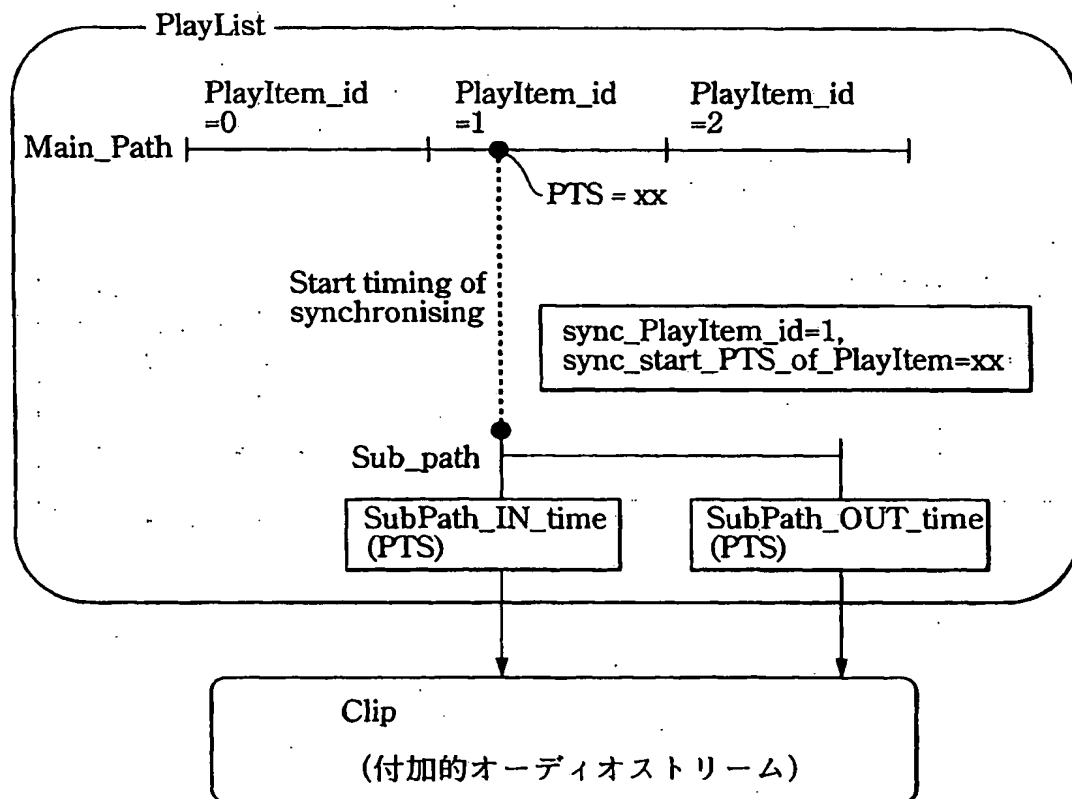 PlayList
PlayItem_id
=0
PlayItem_id
=1
PlayItem_id
=2
Main_Path
PTS = xx
Start timing of
synchronising
sync_PlayItem_id=1,
sync_start_PTS_of_PlayItem=xx
Sub_path
SubPath_IN_time
(PTS)
SubPath_OUT_time
(PTS)
Clip
(付加的オーディオストリーム)